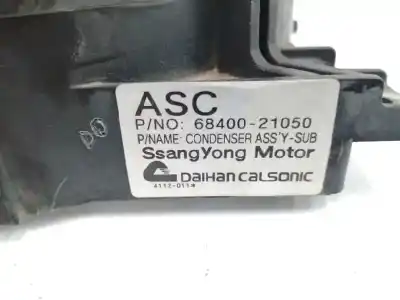 ASC
P/NO: 68400-21050
P/NAME: CONDENSER ASS'Y-SUB
SsangYong Motor
DAIHAN CALSONIC